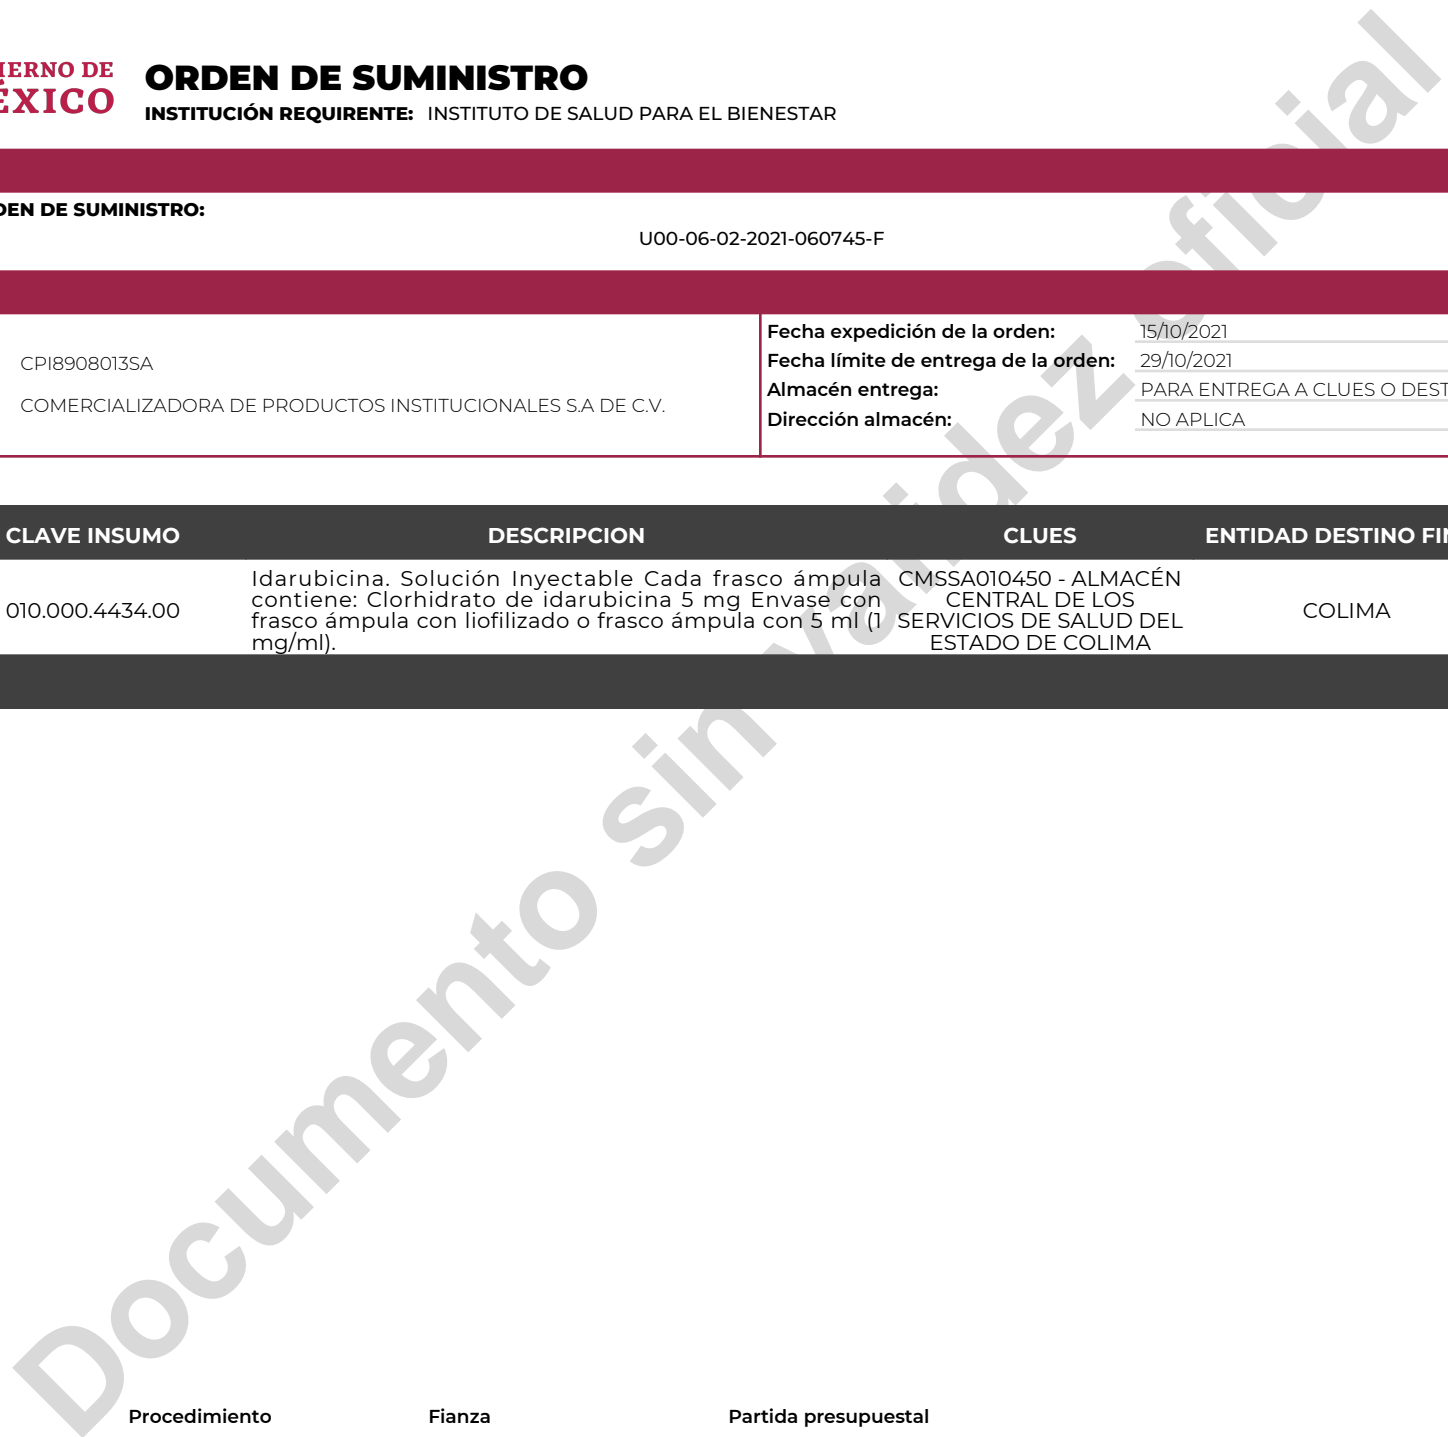 IERNO DE
ÉXICO
ORDEN DE SUMINISTRO
INSTITUCIÓN REQUIRENTE: INSTITUTO DE SALUD PARA EL BIENESTAR
DEN DE SUMINISTRO:
U00-06-02-2021-060745-F
CPI8908013SA
COMERCIALIZADORA DE PRODUCTOS INSTITUCIONALES S.A DE C.V.
Fecha expedición de la orden: 15/10/2021
Fecha límite de entrega de la orden: 29/10/2021
Almacén entrega: PARA ENTREGA A CLUES O DEST
Dirección almacén: NO APLICA
CLAVE INSUMO DESCRIPCION CLUES ENTIDAD DESTINO FIN
010.000.4434.00
Idarubicina. Solución Inyectable Cada frasco ámpula
contiene: Clorhidrato de idarubicina 5 mg Envase con
frasco ámpula con liofilizado o frasco ámpula con 5 ml (1
mg/ml).
CMSSA010450 - ALMACÉN
CENTRAL DE LOS
SERVICIOS DE SALUD DEL
ESTADO DE COLIMA
COLIMA
Documento sin validez oficial
Procedimiento Fianza Partida presupuestal